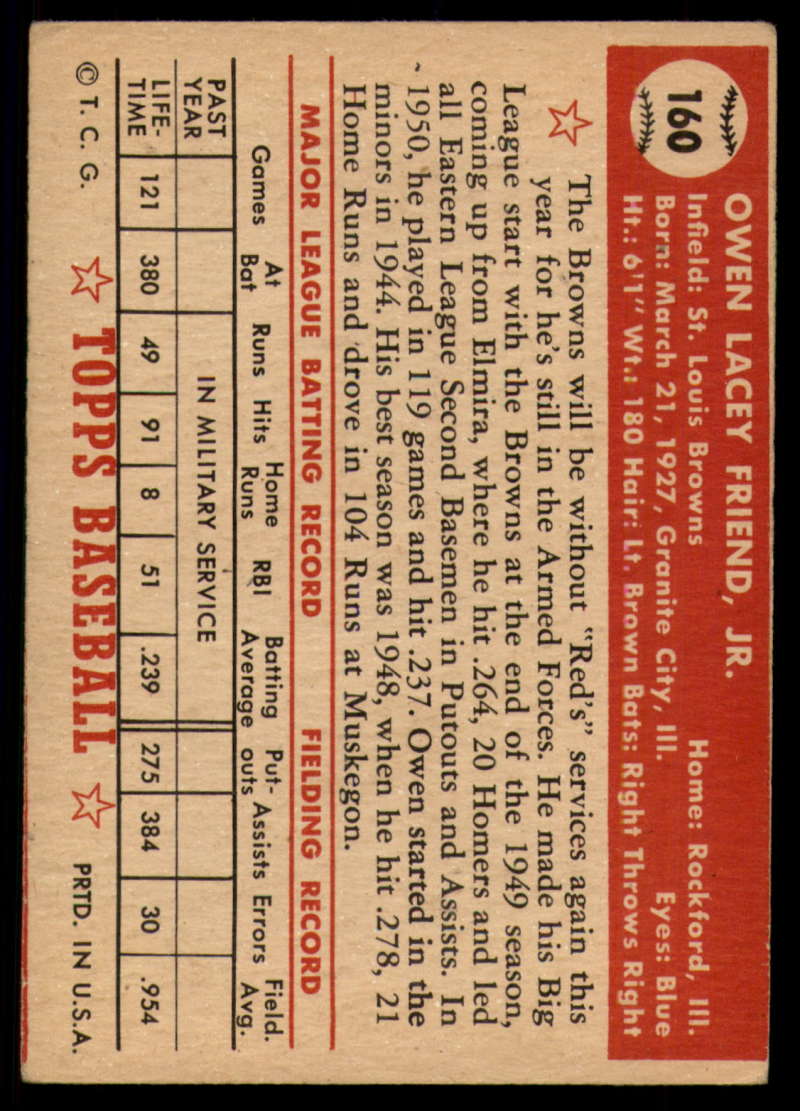 160
OWEN LACEY FRIEND, JR.
Infield: St. Louis Browns Home: Rockford, Ill.
Born: March 21, 1927, Granite City, Ill. Eyes: Blue
Ht.: 6'1" Wt.: 180 Hair: Lt. Brown Bats: Right Throws Right
The Browns will be without "Red's" services again this
year for he's still in the Armed Forces. He made his Big
League start with the Browns at the end of the 1949 season,
coming up from Elmira, where he hit .264, 20 Homers and led
all Eastern League Second Basemen in Putouts and Assists. In
1950, he played in 119 games and hit .237. Owen started in the
minors in 1944. His best season was 1948, when he hit .278, 21
Home Runs and drove in 104 Runs at Muskegon.
MAJOR LEAGUE BATTING RECORD FIELDING RECORD
Games At Bat Runs Hits Home Runs RBI Batting Average Put-outs Assists Errors Field. Avg.
PAST YEAR IN MILITARY SERVICE
LIFE-TIME 121 380 49 91 8 51 .239 275 384 30 .954
© T. C. G. TOPPS BASEBALL PRTD. IN U.S.A.